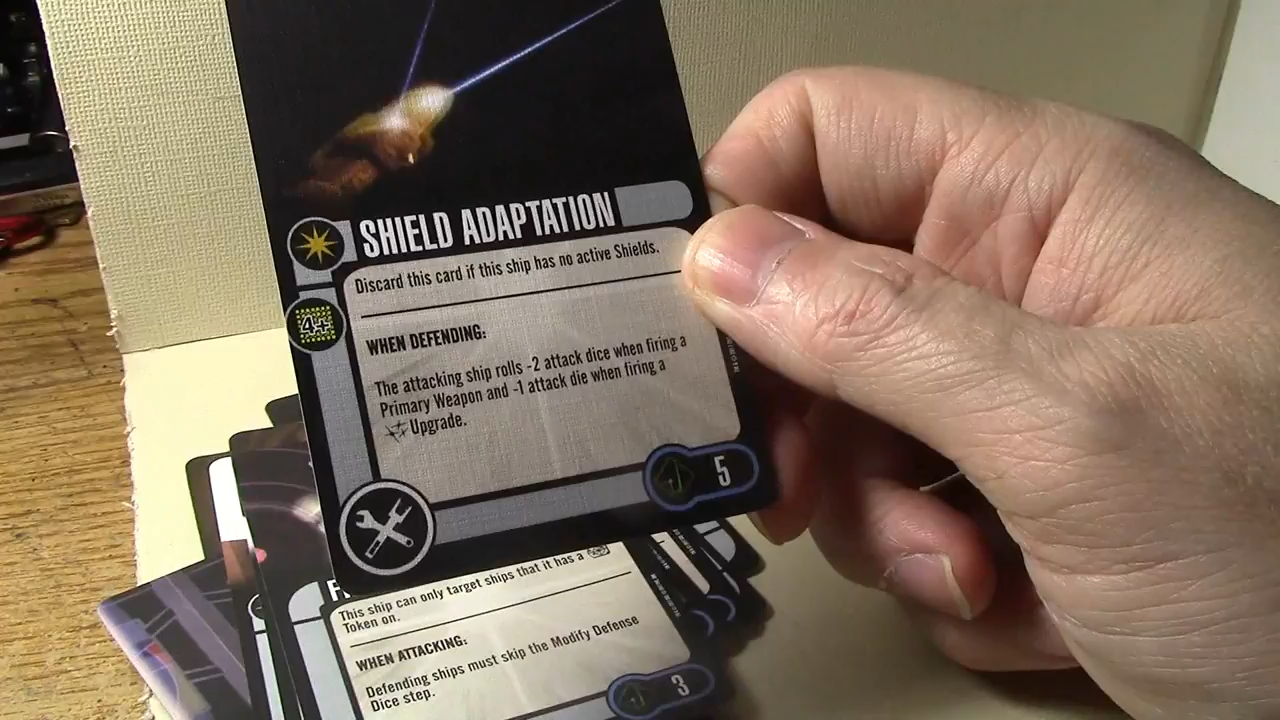 SHIELD ADAPTATION
Discard this card if this ship has no active Shields.
4+
WHEN DEFENDING:
The attacking ship rolls -2 attack dice when firing a
Primary Weapon and -1 attack die when firing a
Upgrade.
5
This ship can only target ships that it has a
Token on.
WHEN ATTACKING:
Defending ships must skip the Modify Defense
Dice step.
3